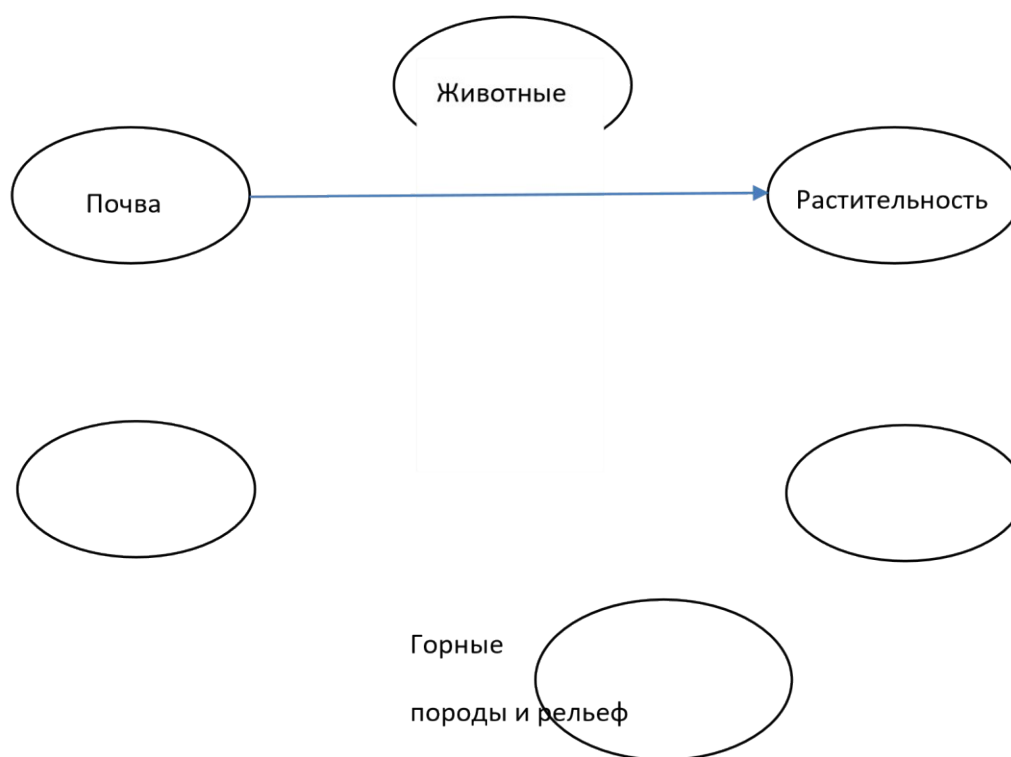 Животные
Почва
Растительность
Горные
породы и рельеф